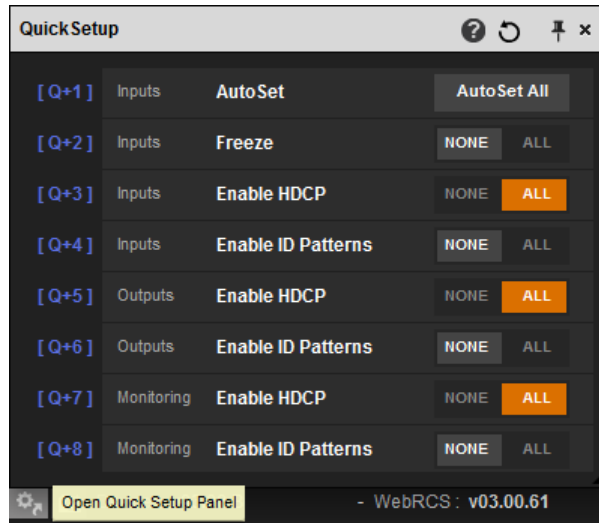 QuickSetup
[ Q+1 ] Inputs AutoSet AutoSet All
[ Q+2 ] Inputs Freeze NONE ALL
[ Q+3 ] Inputs Enable HDCP NONE ALL
[ Q+4 ] Inputs Enable ID Patterns NONE ALL
[ Q+5 ] Outputs Enable HDCP NONE ALL
[ Q+6 ] Outputs Enable ID Patterns NONE ALL
[ Q+7 ] Monitoring Enable HDCP NONE ALL
[ Q+8 ] Monitoring Enable ID Patterns NONE ALL
Open Quick Setup Panel - WebRCS : v03.00.61